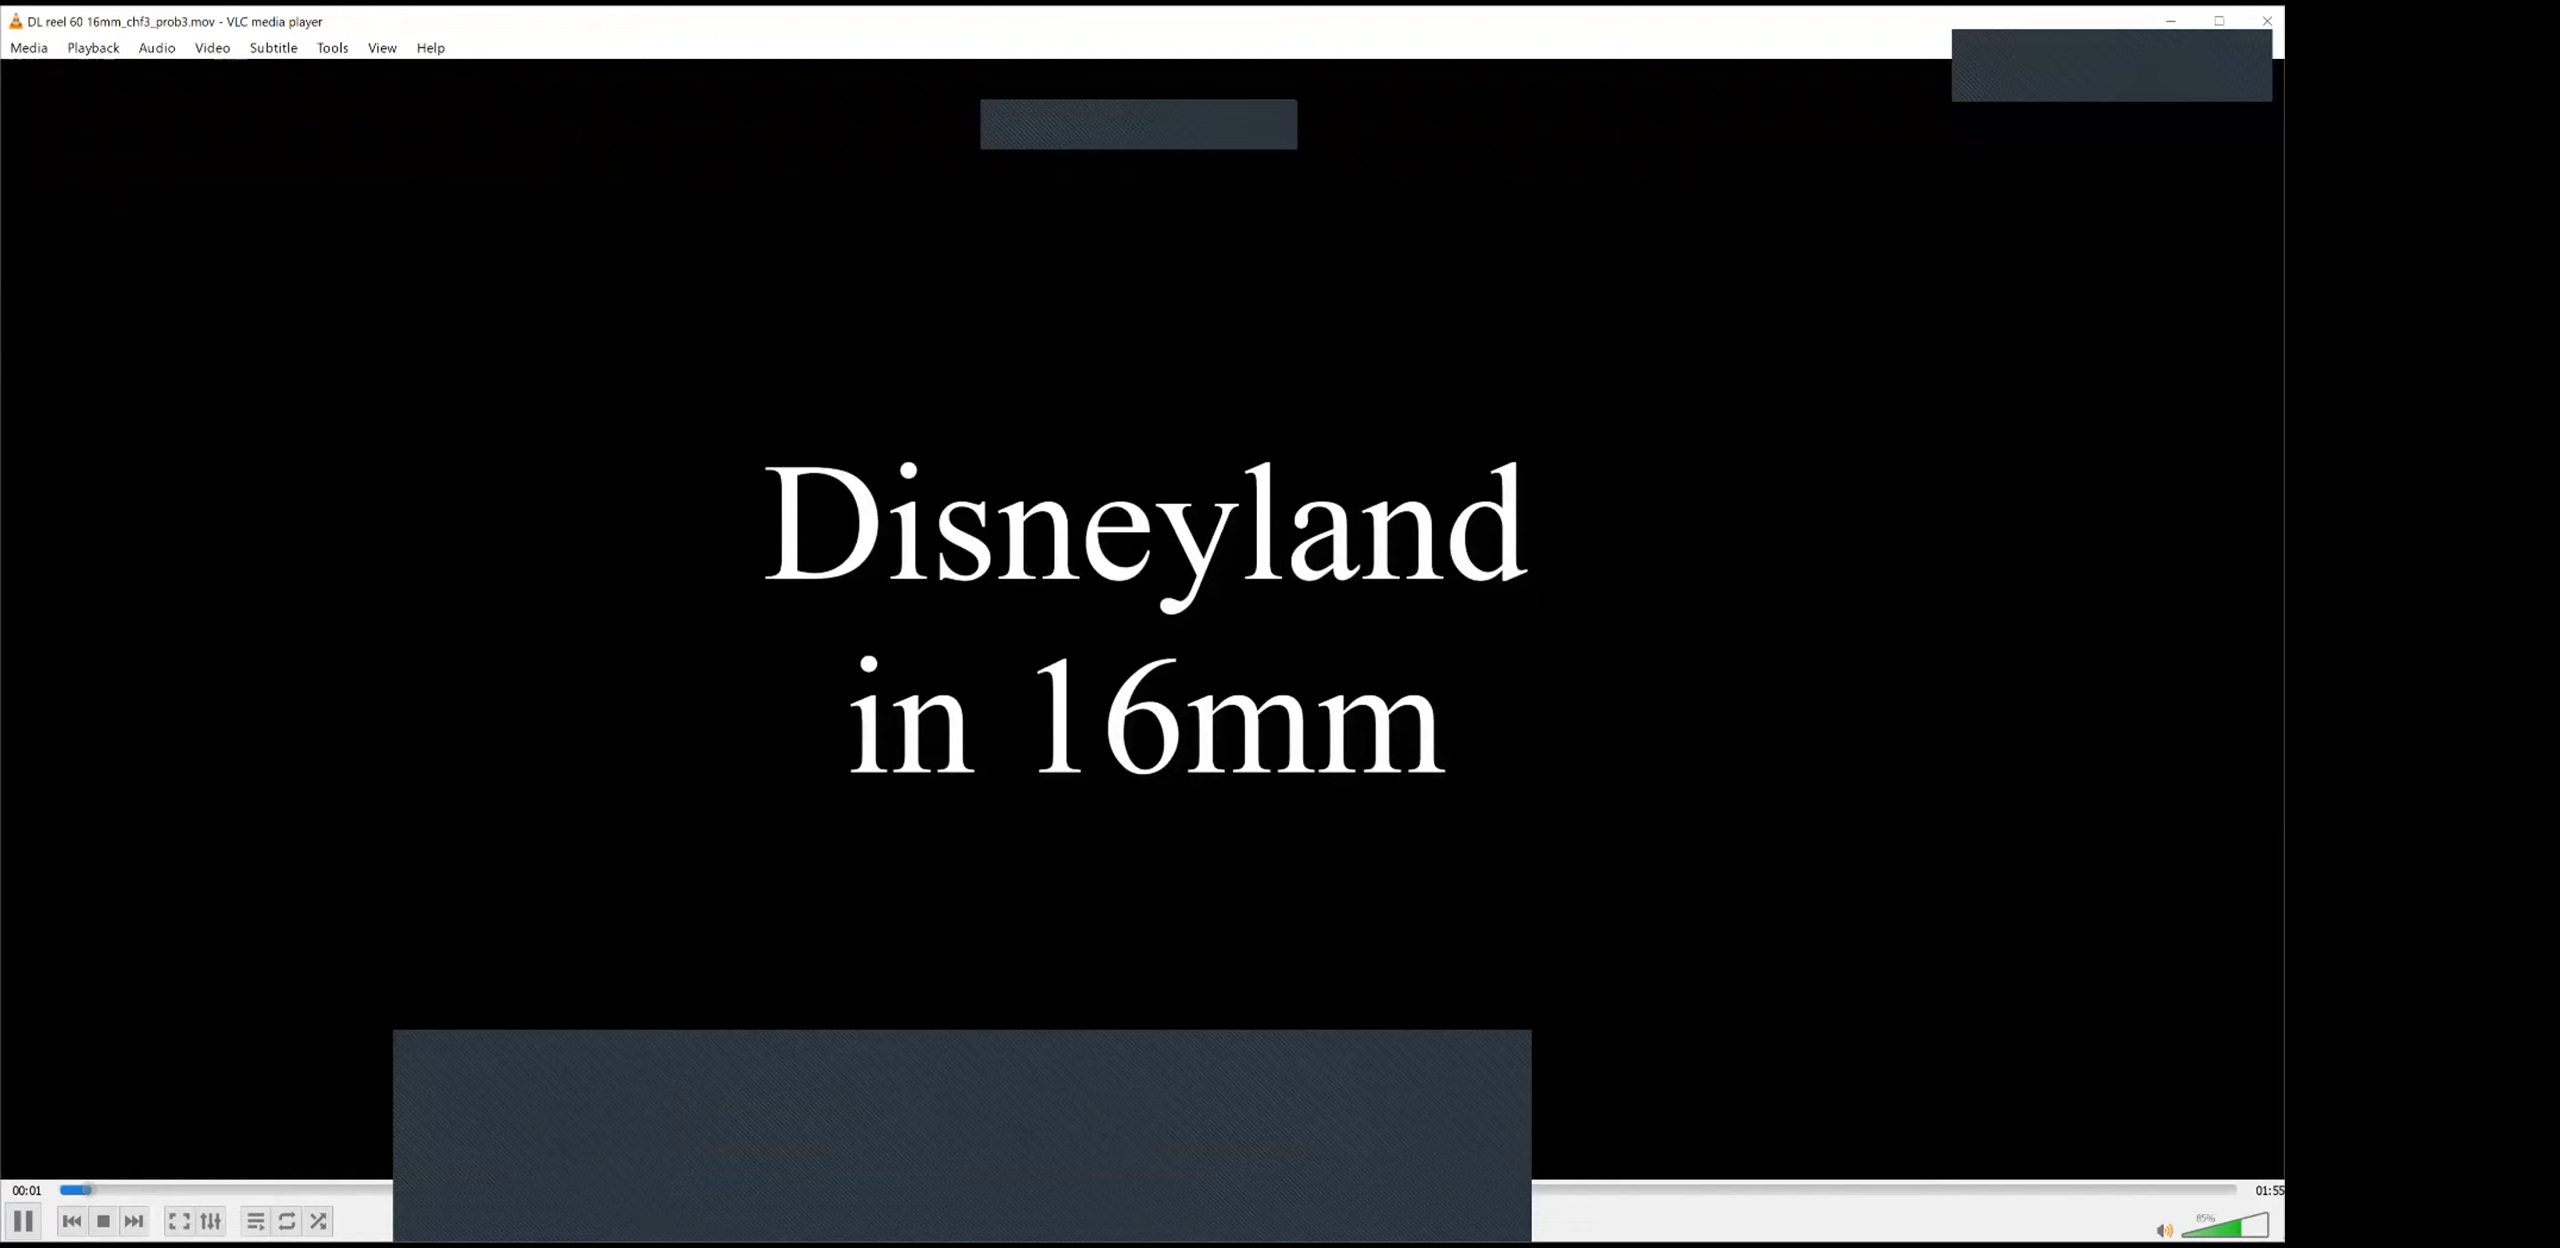 DL reel 60 16mm_chf3_prob3.mov - VLC media player
Media Playback Audio Video Subtitle Tools View Help
Disneyland
in 16mm
00:01 01:55
85%